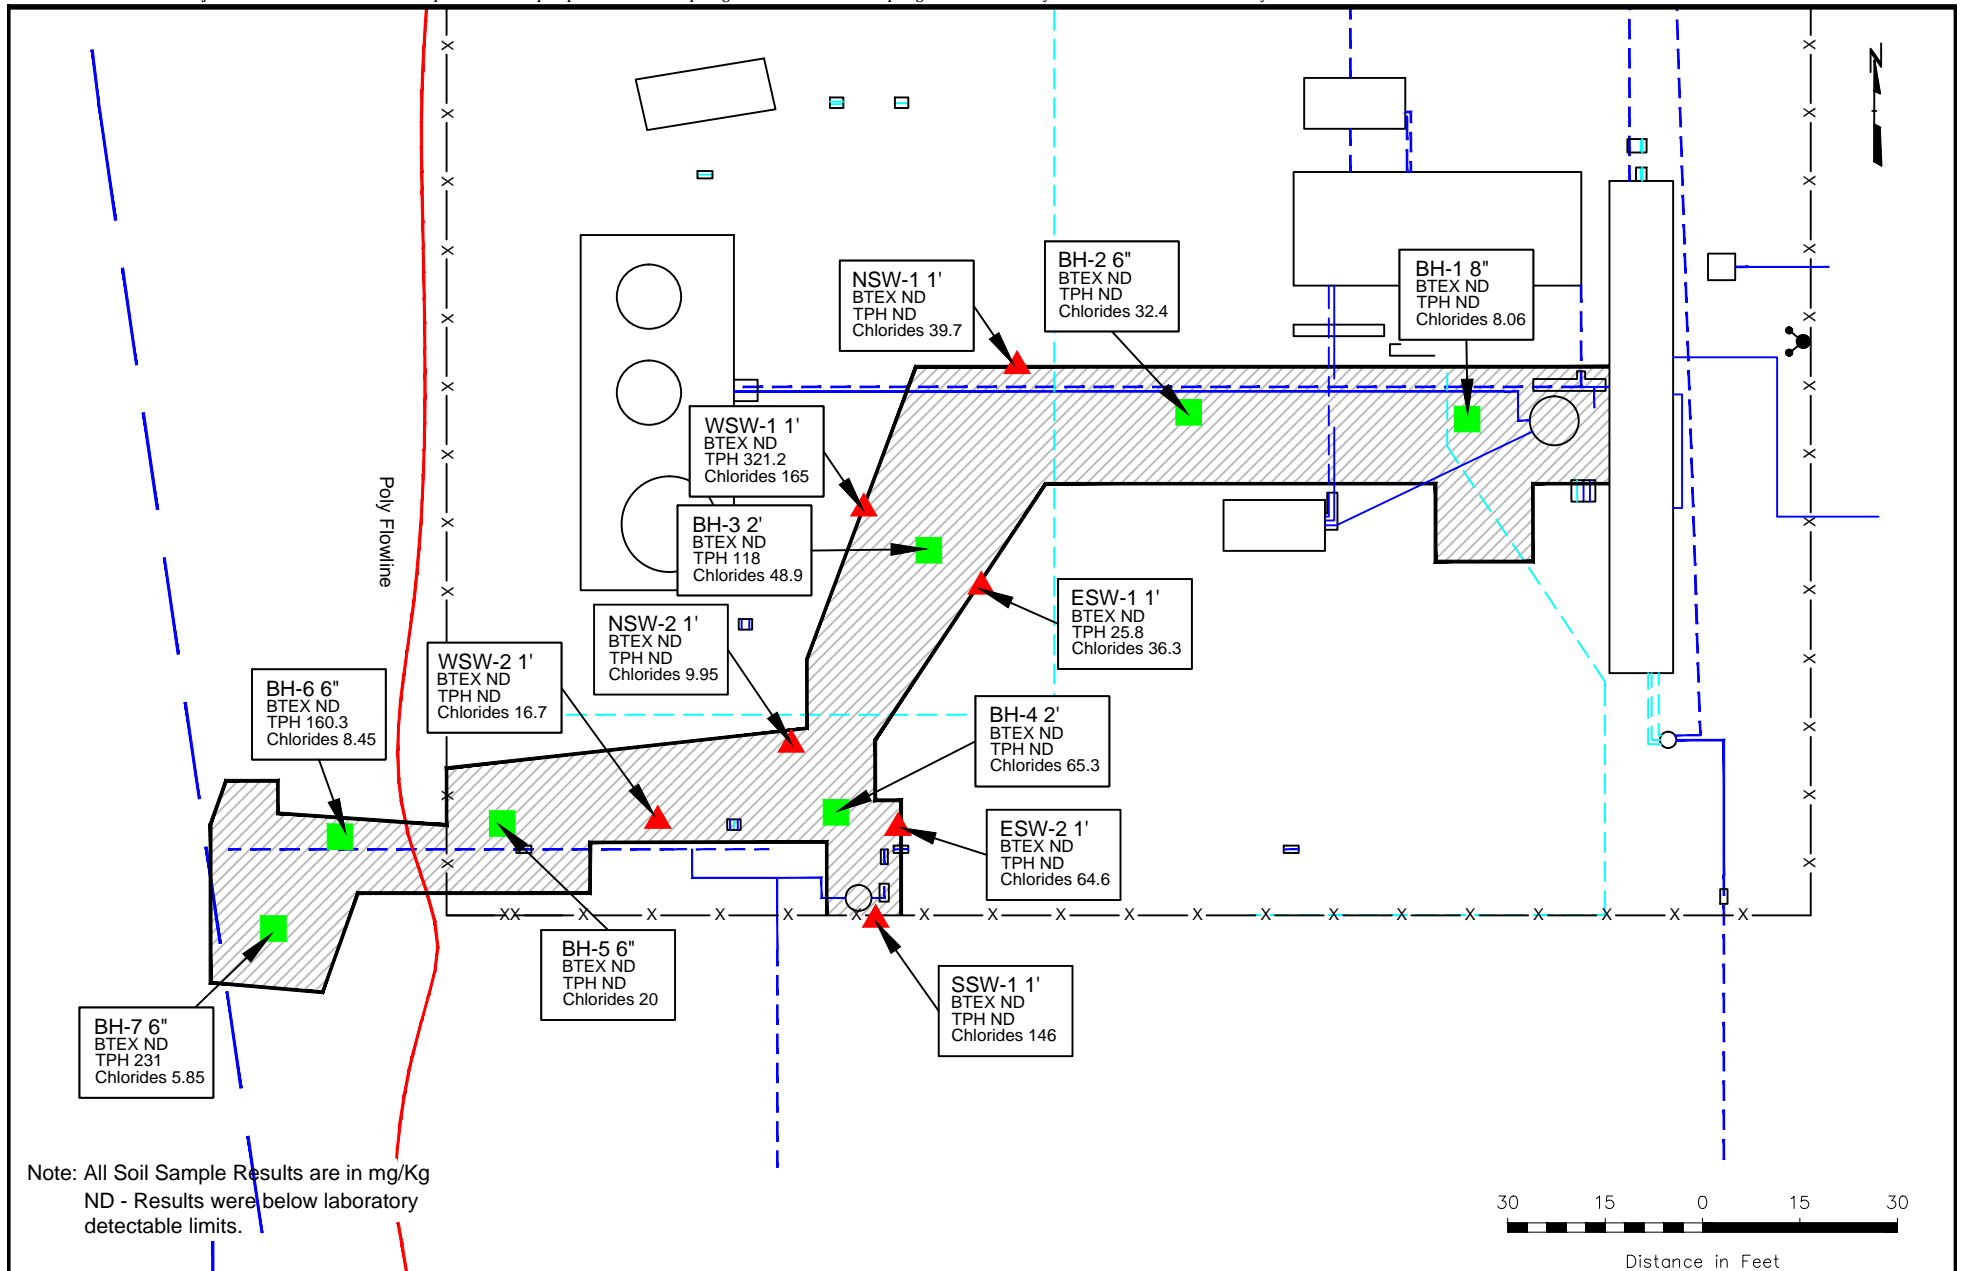 N
BH-2 6"
BTEX ND
TPH ND
Chlorides 32.4
BH-1 8"
BTEX ND
TPH ND
Chlorides 8.06
NSW-1 1'
BTEX ND
TPH ND
Chlorides 39.7
WSW-1 1'
BTEX ND
TPH 321.2
Chlorides 165
Poly Flowline
BH-3 2'
BTEX ND
TPH 118
Chlorides 48.9
ESW-1 1'
BTEX ND
TPH 25.8
Chlorides 36.3
NSW-2 1'
BTEX ND
TPH ND
Chlorides 9.95
WSW-2 1'
BTEX ND
TPH ND
Chlorides 16.7
BH-6 6"
BTEX ND
TPH 160.3
Chlorides 8.45
BH-4 2'
BTEX ND
TPH ND
Chlorides 65.3
ESW-2 1'
BTEX ND
TPH ND
Chlorides 64.6
BH-5 6"
BTEX ND
TPH ND
Chlorides 20
SSW-1 1'
BTEX ND
TPH ND
Chlorides 146
BH-7 6"
BTEX ND
TPH 231
Chlorides 5.85
Note: All Soil Sample Results are in mg/Kg
ND - Results were below laboratory
detectable limits.
30 15 0 15 30
Distance in Feet